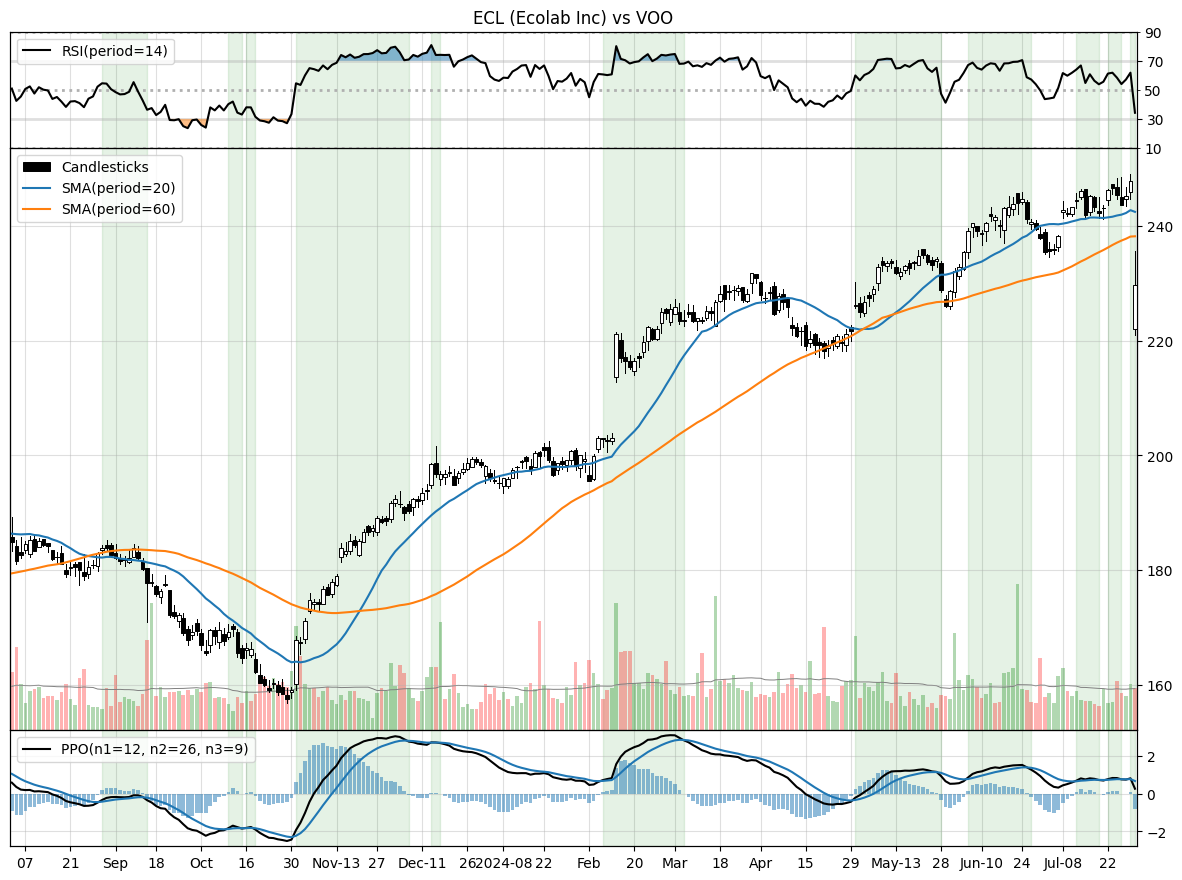 ECL (Ecolab Inc) vs VOO
RSI(period=14)
90
70
50
30
10
Candlesticks
SMA(period=20)
SMA(period=60)
240
220
200
180
160
PPO(n1=12, n2=26, n3=9)
2
0
−2
07 21 Sep 18 Oct 16 30 Nov-13 27 Dec-11 26 2024-08 22 Feb 20 Mar 18 Apr 15 29 May-13 28 Jun-10 24 Jul-08 22